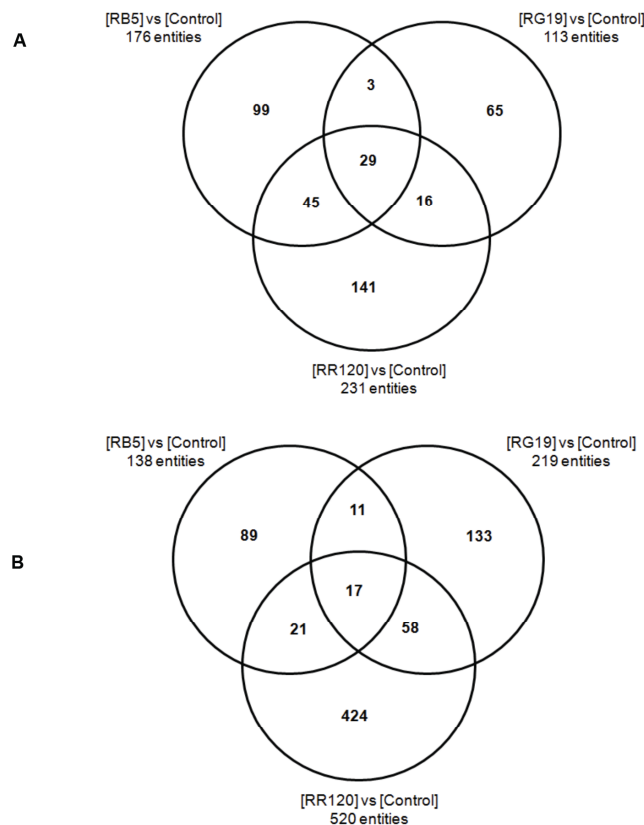 A
[RB5] vs [Control]
176 entities
[RG19] vs [Control]
113 entities
3
99
65
29
45
16
141
[RR120] vs [Control]
231 entities
B
[RB5] vs [Control]
138 entities
[RG19] vs [Control]
219 entities
11
89
133
17
21
58
424
[RR120] vs [Control]
520 entities